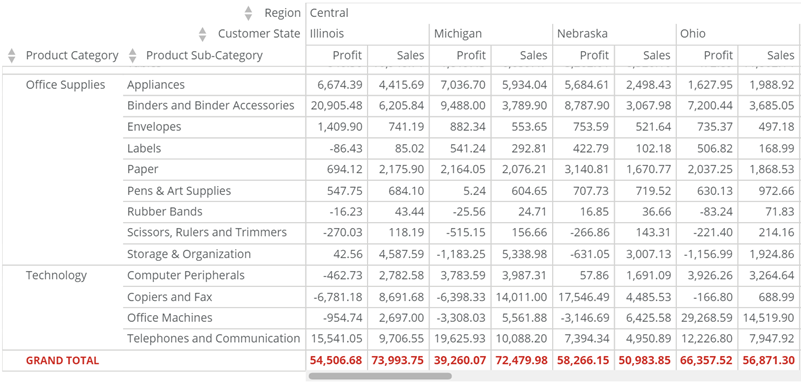 Region Central
Customer State Illinois Michigan Nebraska Ohio
Product Category Product Sub-Category Profit Sales Profit Sales Profit Sales Profit Sales
Office Supplies Appliances 6,674.39 4,415.69 7,036.70 5,934.04 5,684.61 2,498.43 1,627.95 1,988.92
Binders and Binder Accessories 20,905.48 6,205.84 9,488.00 3,789.90 8,787.90 3,067.98 7,200.44 3,685.05
Envelopes 1,409.90 741.19 882.34 553.65 753.59 521.64 735.37 497.18
Labels -86.43 85.02 541.24 292.81 422.79 102.18 506.82 168.99
Paper 694.12 2,175.90 2,164.05 2,076.21 3,140.81 1,670.77 2,037.25 1,868.53
Pens & Art Supplies 547.75 684.10 5.24 604.65 707.73 719.52 630.13 972.66
Rubber Bands -16.23 43.44 -25.56 24.71 16.85 36.66 -83.24 71.83
Scissors, Rulers and Trimmers -270.03 118.19 -515.15 156.66 -266.86 143.31 -221.40 214.16
Storage & Organization 42.56 4,587.59 -1,183.25 5,338.98 -631.05 3,007.13 -1,156.99 1,924.86
Technology Computer Peripherals -462.73 2,782.58 3,783.59 3,987.31 57.86 1,691.09 3,926.26 3,264.64
Copiers and Fax -6,781.18 8,691.68 -6,398.33 14,011.00 17,546.49 4,485.53 -166.80 688.99
Office Machines -954.74 2,697.00 -3,308.03 5,561.88 -3,146.69 6,425.58 29,268.59 14,519.90
Telephones and Communication 15,541.05 9,706.55 19,625.93 10,088.20 7,394.34 4,950.89 12,226.80 7,947.92
GRAND TOTAL 54,506.68 73,993.75 39,260.07 72,479.98 58,266.15 50,983.85 66,357.52 56,871.30